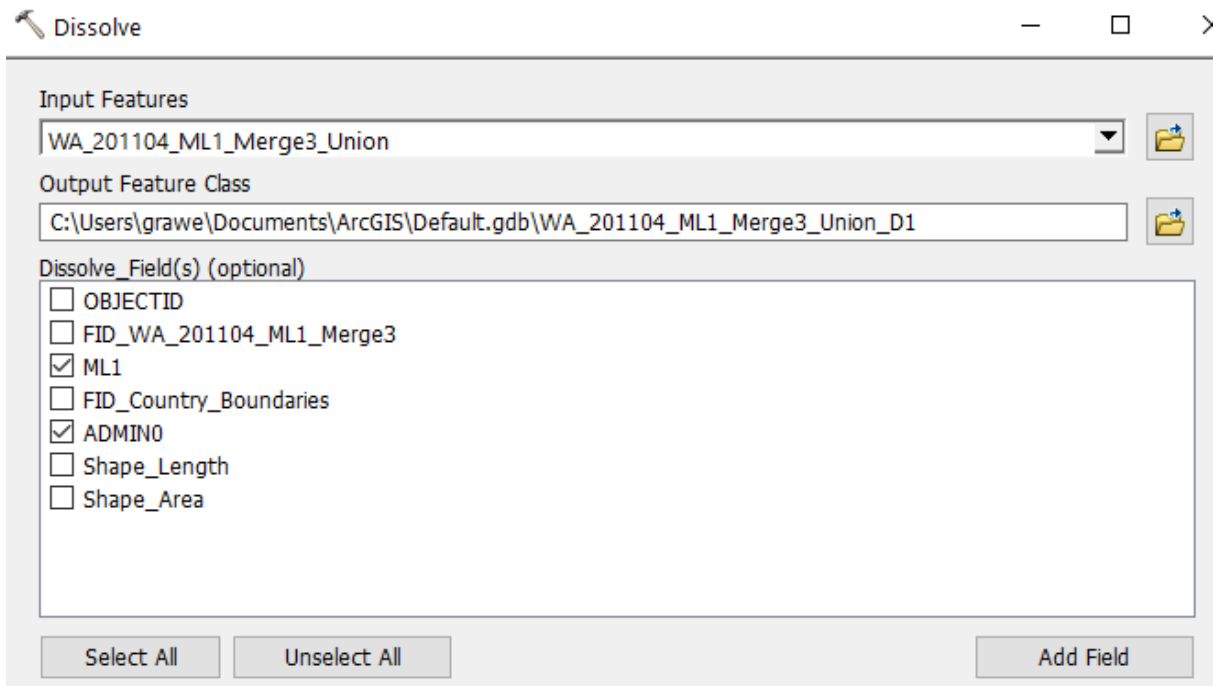 Dissolve
Input Features
WA_201104_ML1_Merge3_Union
Output Feature Class
C:\Users\grawe\Documents\ArcGIS\Default.gdb\WA_201104_ML1_Merge3_Union_D1
Dissolve_Field(s) (optional)
OBJECTID
FID_WA_201104_ML1_Merge3
ML1
FID_Country_Boundaries
ADMIN0
Shape_Length
Shape_Area
Select All Unselect All Add Field